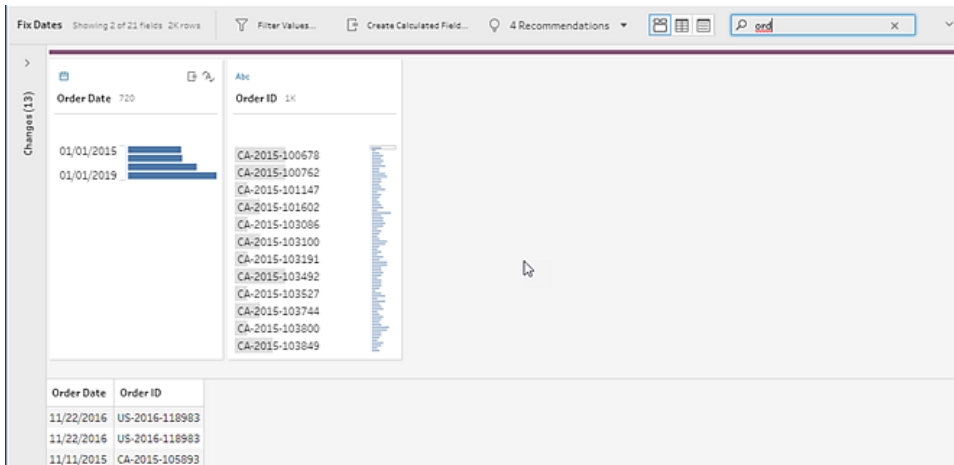 Fix Dates Showing 2 of 21 fields 2K rows Filter Values... Create Calculated Field... 4 Recommendations ord
Changes (13)
Order Date 720
01/01/2015
01/01/2019
Abc
Order ID 1K
CA-2015-100678
CA-2015-100762
CA-2015-101147
CA-2015-101602
CA-2015-103086
CA-2015-103100
CA-2015-103191
CA-2015-103492
CA-2015-103527
CA-2015-103744
CA-2015-103800
CA-2015-103849
Order Date Order ID
11/22/2016 US-2016-118983
11/22/2016 US-2016-118983
11/11/2015 CA-2015-105893